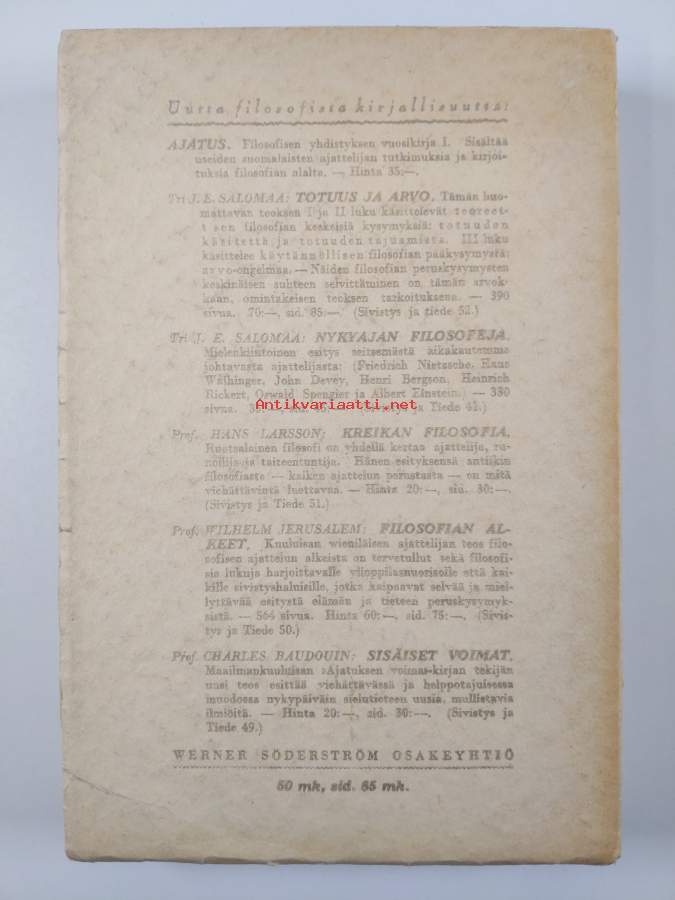 Uutta filosofista kirjallisuutta:
AJATUS. Filosofisen yhdistyksen vuosikirja I. Sisältää
useiden suomalaisten ajattelijan tutkimuksia ja kirjoi-
tuksia filosofian alalta. — Hinta 35:—.
Tri J. E. SALOMAA: TOTUUS JA ARVO. Tämän huo-
mattavan teoksen I ja II luku käsittelevät teoreet-
tisen filosofian keskeisiä kysymyksiä: totuuden
käsitettä ja totuuden tajuamista. III luku
käsittelee käytännöllisen filosofian pääkysymystä:
arvo-ongelmaa. — Näiden filosofian peruskysymysten
keskinäisen suhteen selvittäminen on tämän arvok-
kaan, omintakeisen teoksen tarkoituksena. — 390
sivua. 70:—, sid. 85:—. (Sivistys ja tiede 52.)
Tri J. E. SALOMAA: NYKYAJAN FILOSOFEJA.
Mielenkiintoinen esitys seitsemästä aikakautemme
johtavasta ajattelijasta: (Friedrich Nietzsche, Hans
Vaihinger, John Devey, Henri Bergson, Heinrich
Rickert, Oswald Spengler ja Albert Einstein.) — 330
Antikvariaatti.net
sivua. (Sivistys ja Tiede 41.)
Prof. HANS LARSSON: KREIKAN FILOSOFIA.
Ruotsalainen filosofi on yhdellä kertaa ajattelija, ru-
noilija ja taiteentuntija. Hänen esityksensä antiikin
filosofiasta — kaiken ajattelun perustasta — on mitä
viehättävintä luettavaa. — Hinta 20:—, sid. 30:—.
(Sivistys ja Tiede 51.)
Prof. WILHELM JERUSALEM: FILOSOFIAN AL-
KEET. Kuuluisan wieniläisen ajattelijan teos filo-
sofisen ajattelun alkeista on tervetullut sekä filosofi-
sia lukuja harjoittavalle ylioppilasnuorisolle että kai-
kille sivistyshaluisille, jotka kaipaavat selvää ja miel-
lyttävää esitystä elämän ja tieteen peruskysymyk-
sistä. — 564 sivua. Hinta 60:—, sid. 75:—. (Sivis-
tys ja Tiede 50.)
Prof. CHARLES BAUDOUIN: SISÄISET VOIMAT.
Maailmankuuluisan »Ajatuksen voima»-kirjan tekijän
uusi teos esittää viehättävässä ja helppotajuisessa
muodossa nykypäiväin sielutieteen uusia, mullistavia
ilmiöitä. — Hinta 20:—, sid. 30:—. (Sivistys ja
Tiede 49.)
WERNER SÖDERSTRÖM OSAKEYHTIÖ
50 mk, sid. 65 mk.